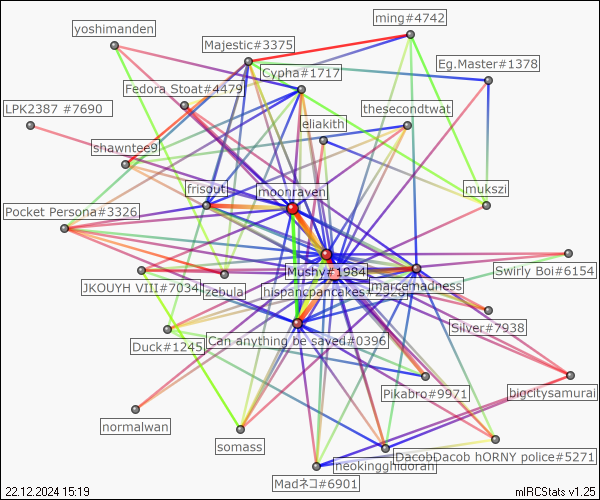 ming#4742
yoshimanden
Majestic#3375
Eg.Master#1378
Cypha#1717
Fedora Stoat#4479
LPK2387 #7690
thesecondtwat
eliakith
shawntee9
frisout
moonraven
mukszi
Pocket Persona#3326
Mushy#1984
Swirly Boi#6154
JKOUYH VIII#7034
zebula
hispancpancakes#2520
marcemadness
Silver#7938
Duck#1245
Can anything be saved#0396
Pikabro#9971
bigcitysamurai
normalwan
somass
DacobDacob hORNY police#5271
neokingghidorah
Madネコ#6901
22.12.2024 15:19
mIRCStats v1.25